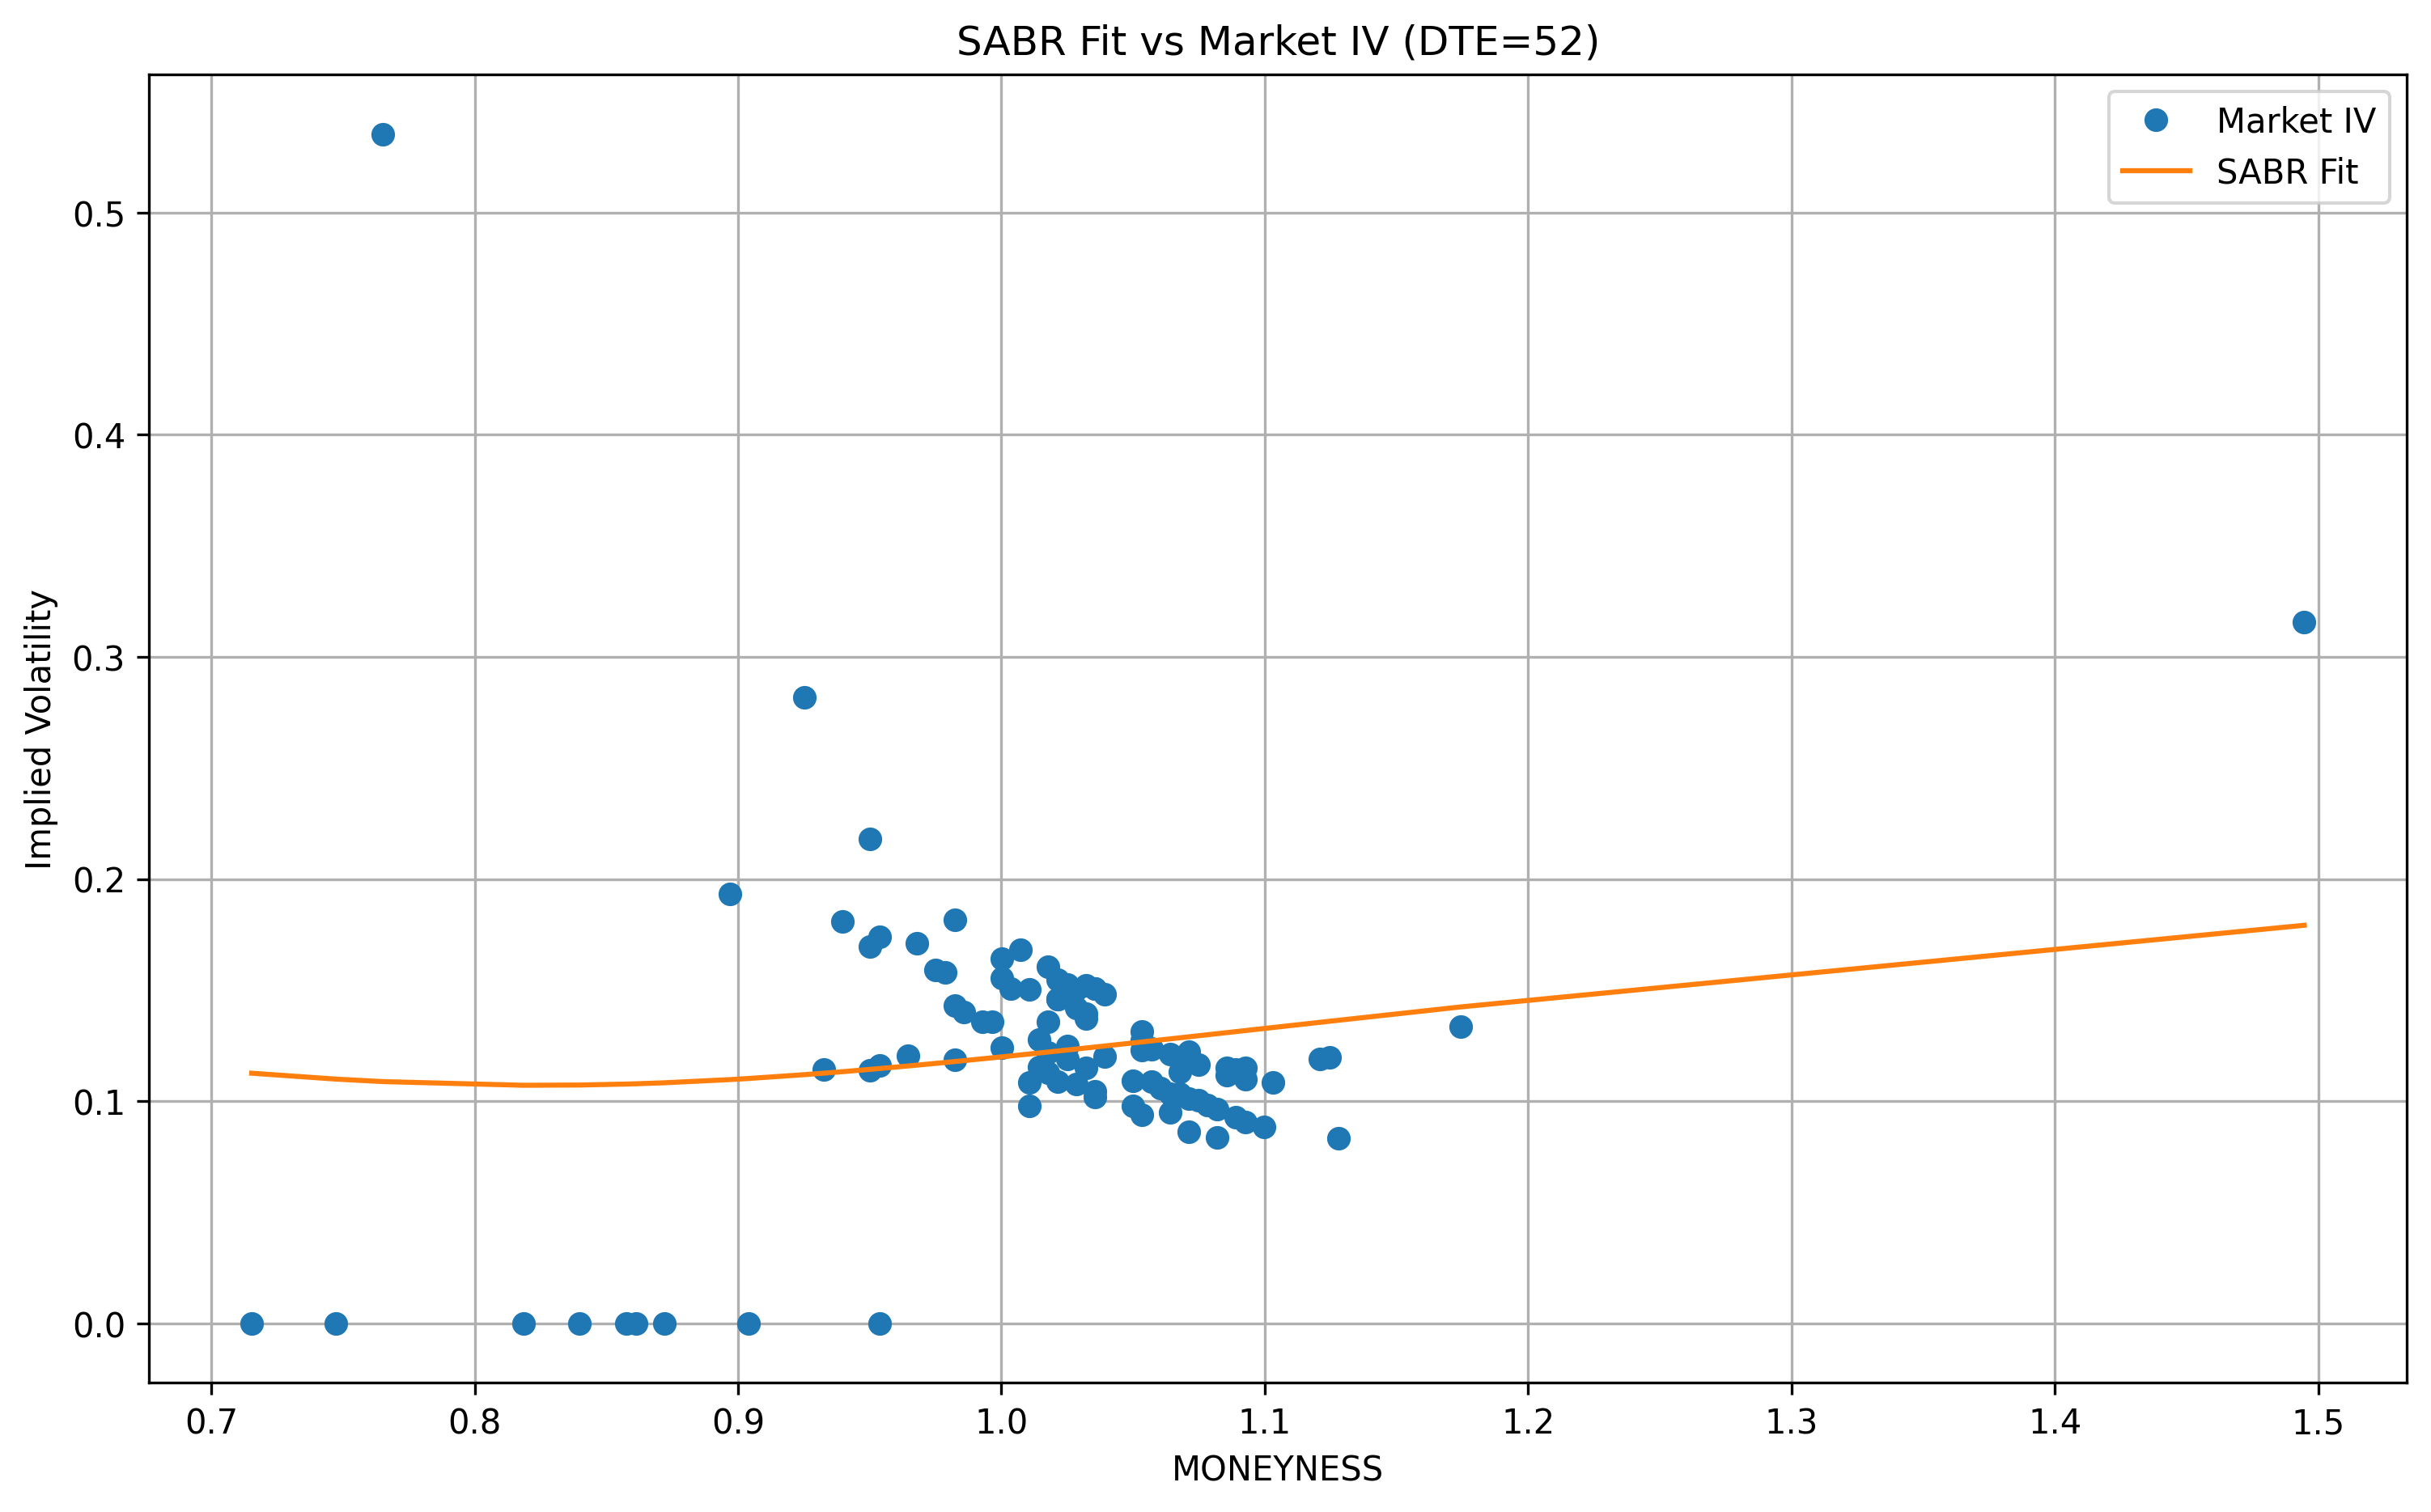 SABR Fit vs Market IV (DTE=52)
Market IV
SABR Fit
Implied Volatility
0.5
0.4
0.3
0.2
0.1
0.0
0.7 0.8 0.9 1.0 1.1 1.2 1.3 1.4 1.5
MONEYNESS